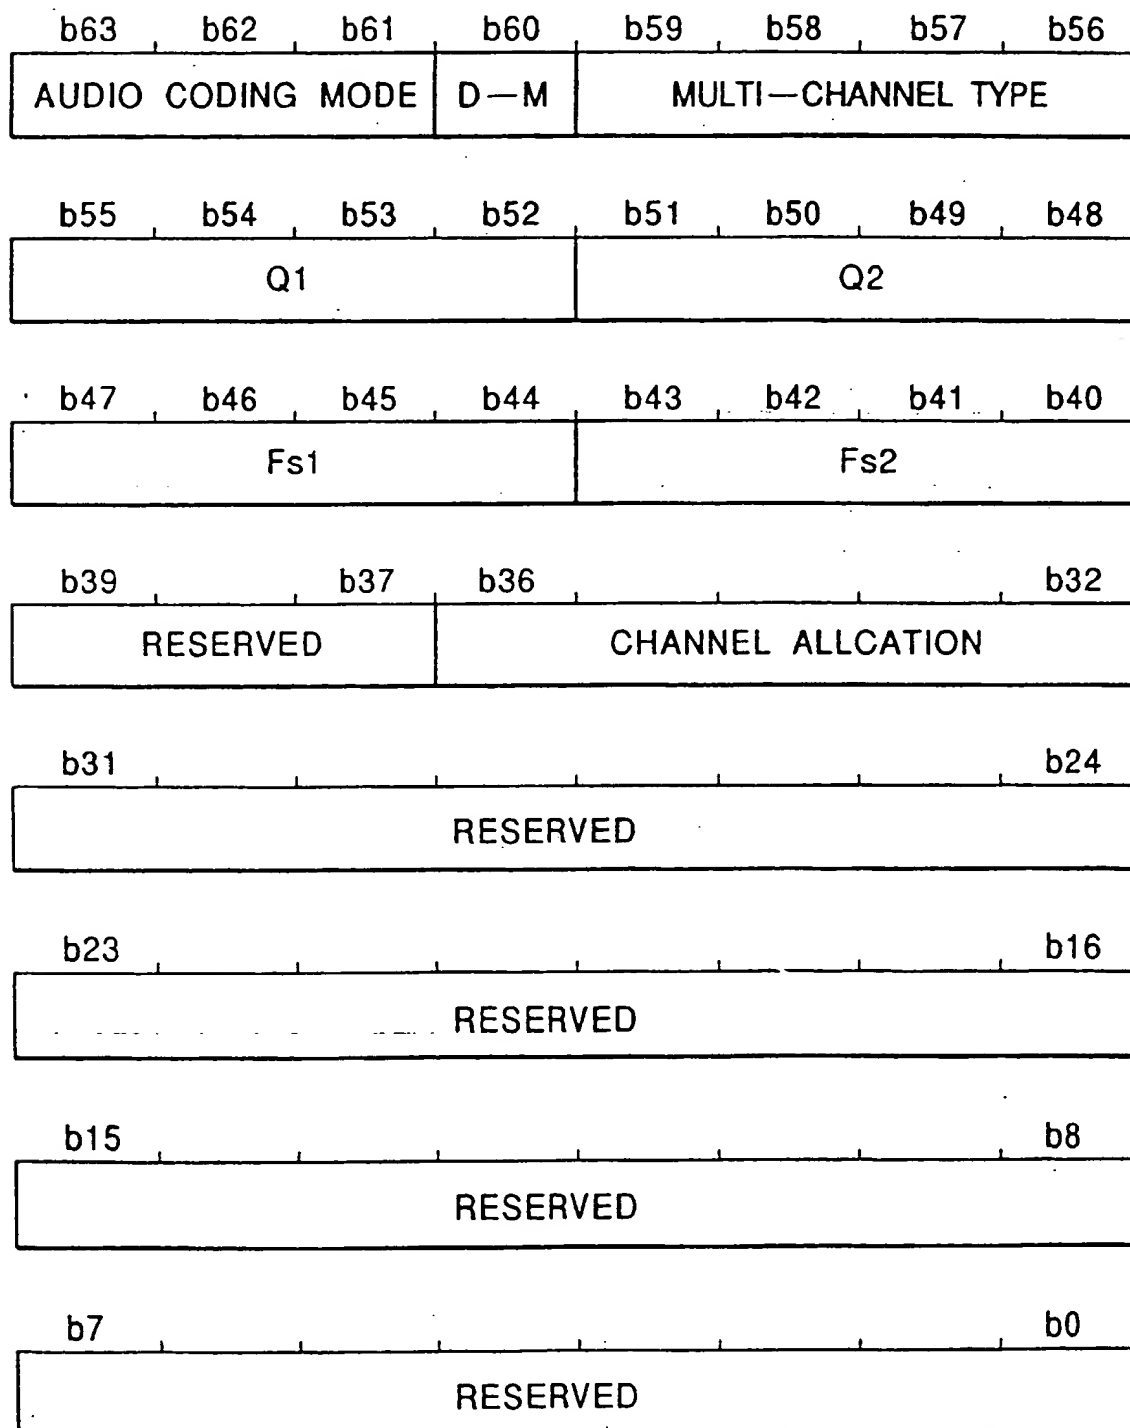 b63 b62 b61 b60 b59 b58 b57 b56
AUDIO CODING MODE D—M MULTI—CHANNEL TYPE
b55 b54 b53 b52 b51 b50 b49 b48
Q1 Q2
b47 b46 b45 b44 b43 b42 b41 b40
Fs1 Fs2
b39 b37 b36 b32
RESERVED CHANNEL ALLCATION
b31 b24
RESERVED
b23 b16
RESERVED
b15 b8
RESERVED
b7 b0
RESERVED